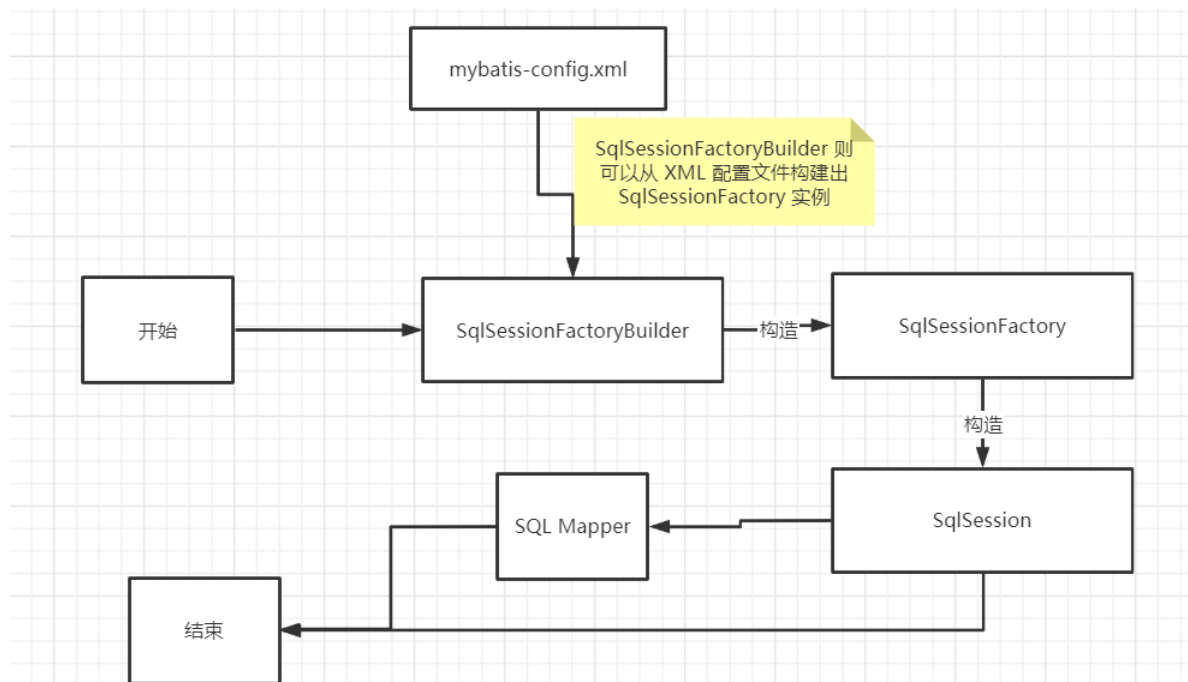 mybatis-config.xml
SqlSessionFactoryBuilder 则
可以从 XML 配置文件构建出
SqlSessionFactory 实例
开始
SqlSessionFactoryBuilder
构造
SqlSessionFactory
构造
SQL Mapper
SqlSession
结束